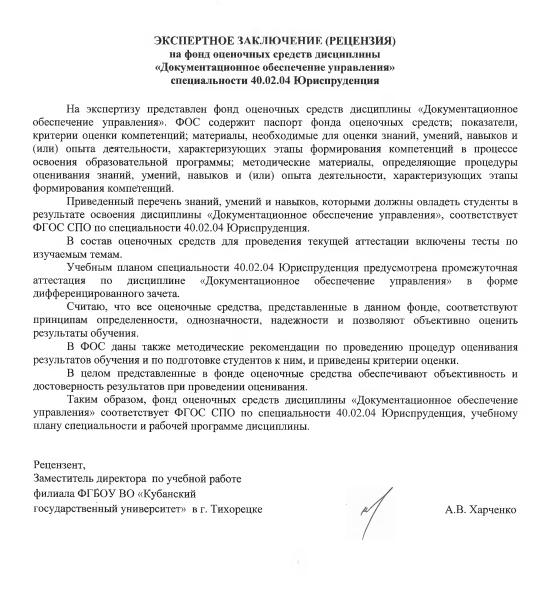 ЭКСПЕРТНОЕ ЗАКЛЮЧЕНИЕ (РЕЦЕНЗИЯ)
на фонд оценочных средств дисциплины
«Документационное обеспечение управления»
специальности 40.02.04 Юриспруденция
На экспертизу представлен фонд оценочных средств дисциплины «Документационное
обеспечение управления». ФОС содержит паспорт фонда оценочных средств; показатели,
критерии оценки компетенций; материалы, необходимые для оценки знаний, умений, навыков и
(или) опыта деятельности, характеризующих этапы формирования компетенций в процессе
освоения образовательной программы; методические материалы, определяющие процедуры
оценивания знаний, умений, навыков и (или) опыта деятельности, характеризующих этапы
формирования компетенций.
Приведенный перечень знаний, умений и навыков, которыми должны овладеть студенты в
результате освоения дисциплины «Документационное обеспечение управления», соответствует
ФГОС СПО по специальности 40.02.04 Юриспруденция.
В состав оценочных средств для проведения текущей аттестации включены тесты по
изучаемым темам.
Учебным планом специальности 40.02.04 Юриспруденция предусмотрена промежуточная
аттестация по дисциплине «Документационное обеспечение управления» в форме
дифференцированного зачета.
Считаю, что все оценочные средства, представленные в данном фонде, соответствуют
принципам определенности, однозначности, надежности и позволяют объективно оценить
результаты обучения.
В ФОС даны также методические рекомендации по проведению процедур оценивания
результатов обучения и по подготовке студентов к ним, и приведены критерии оценки.
В целом представленные в фонде оценочные средства обеспечивают объективность и
достоверность результатов при проведении оценивания.
Таким образом, фонд оценочных средств дисциплины «Документационное обеспечение
управления» соответствует ФГОС СПО по специальности 40.02.04 Юриспруденция, учебному
плану специальности и рабочей программе дисциплины.
Рецензент,
Заместитель директора по учебной работе
филиала ФГБОУ ВО «Кубанский
государственный университет» в г. Тихорецке
А.В. Харченко